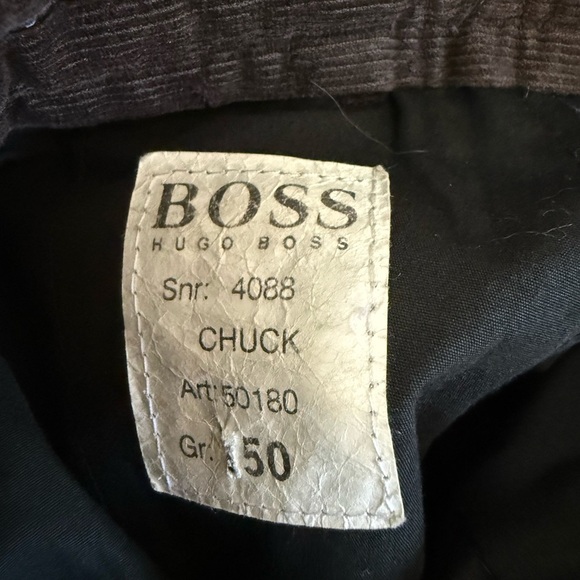 BOSS
HUGO BOSS
Snr: 4088
CHUCK
Art: 50180
Gr: 50